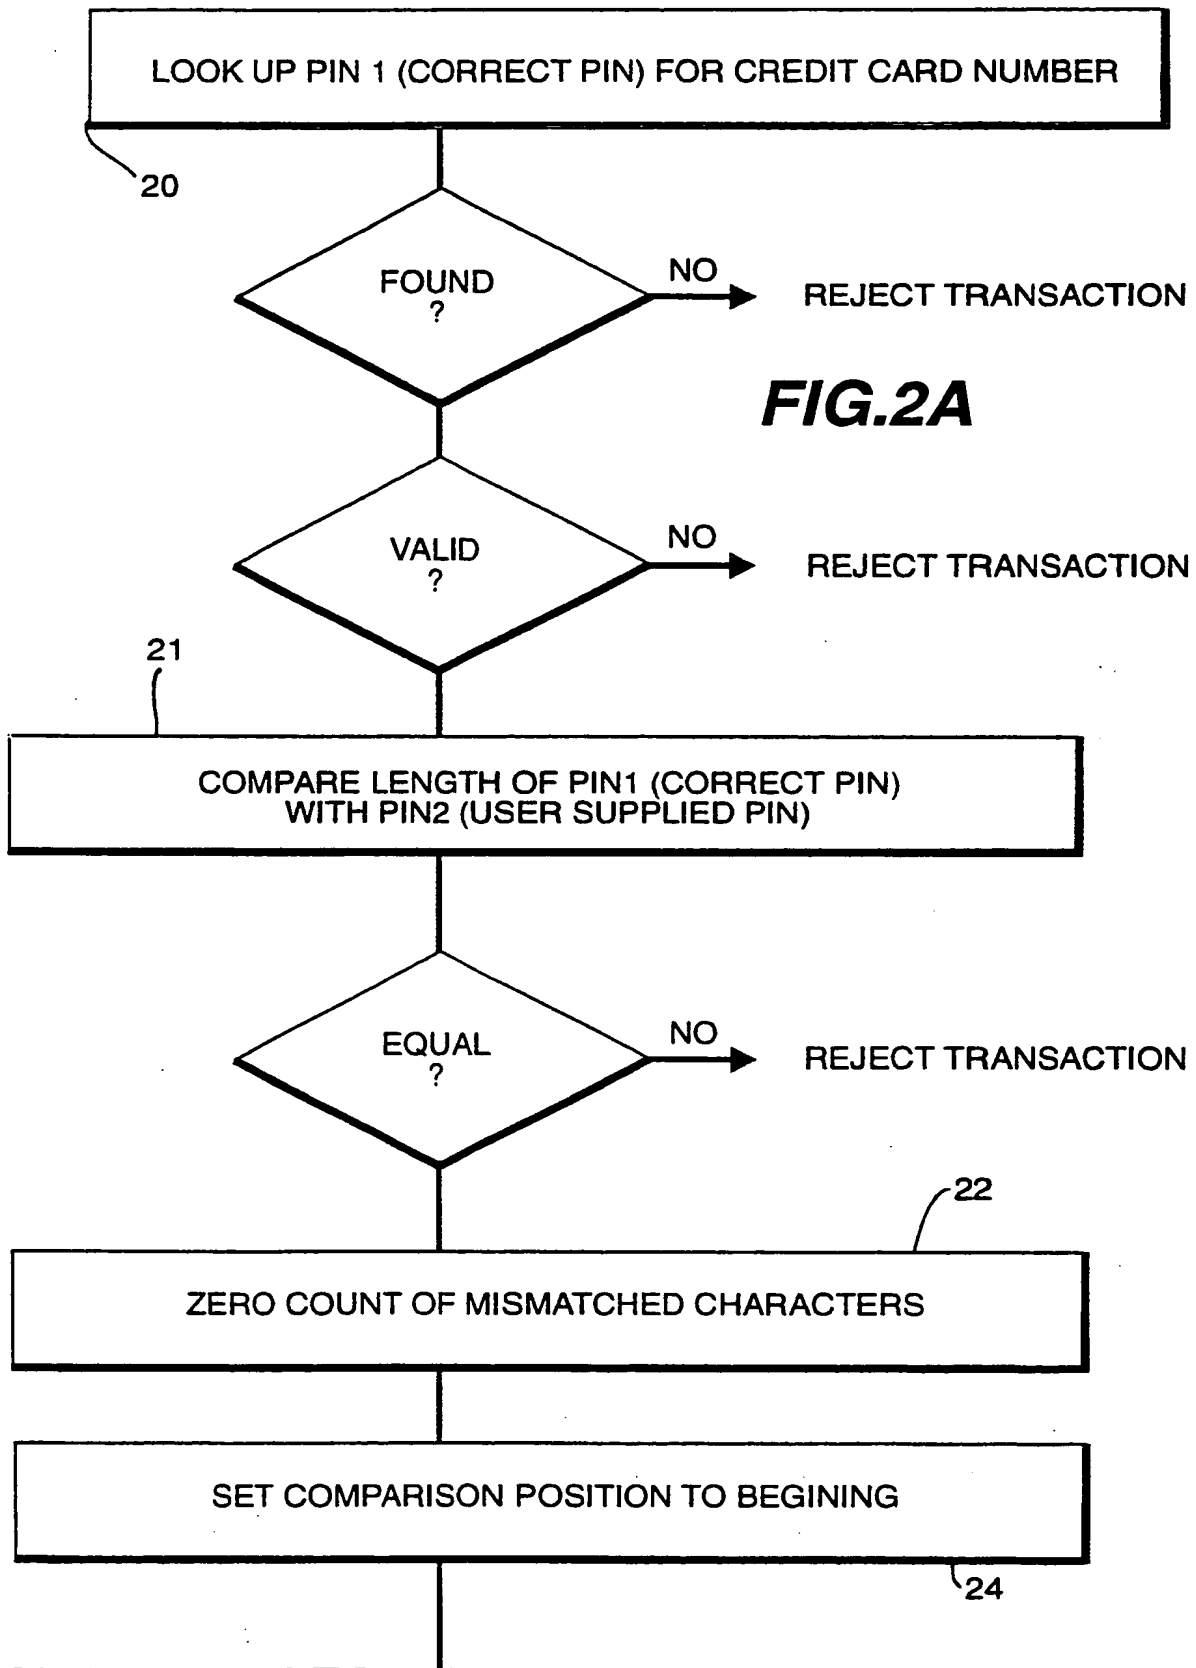 LOOK UP PIN 1 (CORRECT PIN) FOR CREDIT CARD NUMBER
20
FOUND
?
NO
REJECT TRANSACTION
FIG.2A
VALID
?
NO
REJECT TRANSACTION
21
COMPARE LENGTH OF PIN1 (CORRECT PIN)
WITH PIN2 (USER SUPPLIED PIN)
EQUAL
?
NO
REJECT TRANSACTION
22
ZERO COUNT OF MISMATCHED CHARACTERS
SET COMPARISON POSITION TO BEGINING
24